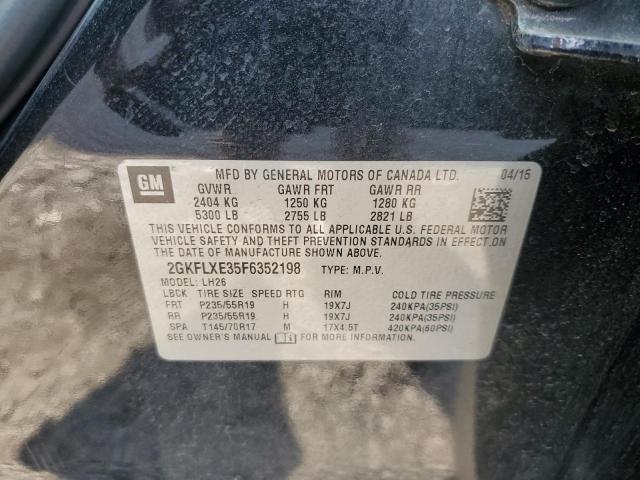 GM
MFD BY GENERAL MOTORS OF CANADA LTD. 04/15
GVWR GAWR FRT GAWR RR
2404 KG 1250 KG 1280 KG
5300 LB 2755 LB 2821 LB
THIS VEHICLE CONFORMS TO ALL APPLICABLE U.S. FEDERAL MOTOR
VEHICLE SAFETY AND THEFT PREVENTION STANDARDS IN EFFECT ON
THE DATE OF MANUFACTURE SHOWN ABOVE.
2GKFLXE35F6352198 TYPE: M.P.V.
MODEL: LH26
LBCK TIRE SIZE SPEED RTG RIM COLD TIRE PRESSURE
FRT P235/55R19 H 19X7J 240KPA(35PSI)
RR P235/55R19 H 19X7J 240KPA(35PSI)
SPA T145/70R17 M 17X4.5T 420KPA(60PSI)
SEE OWNER'S MANUAL FOR MORE INFORMATION.